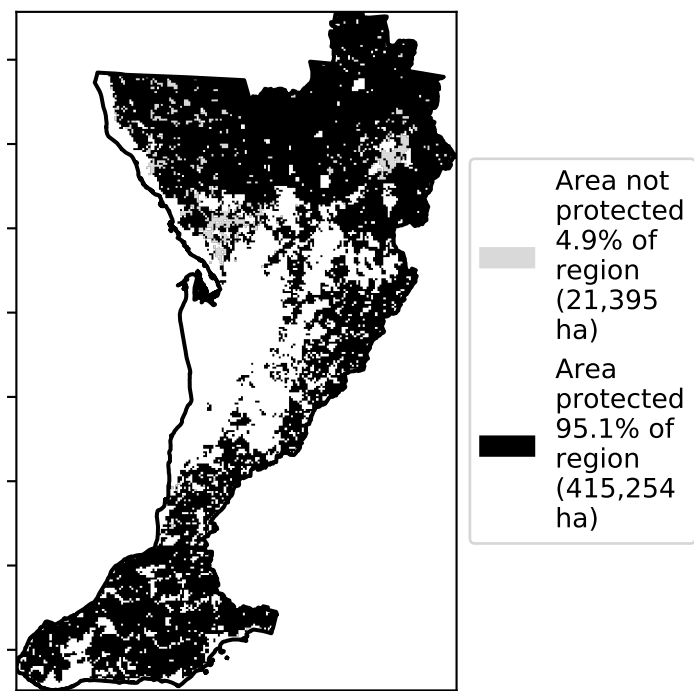 Area not
protected
4.9% of
region
(21,395
ha)
Area
protected
95.1% of
region
(415,254
ha)